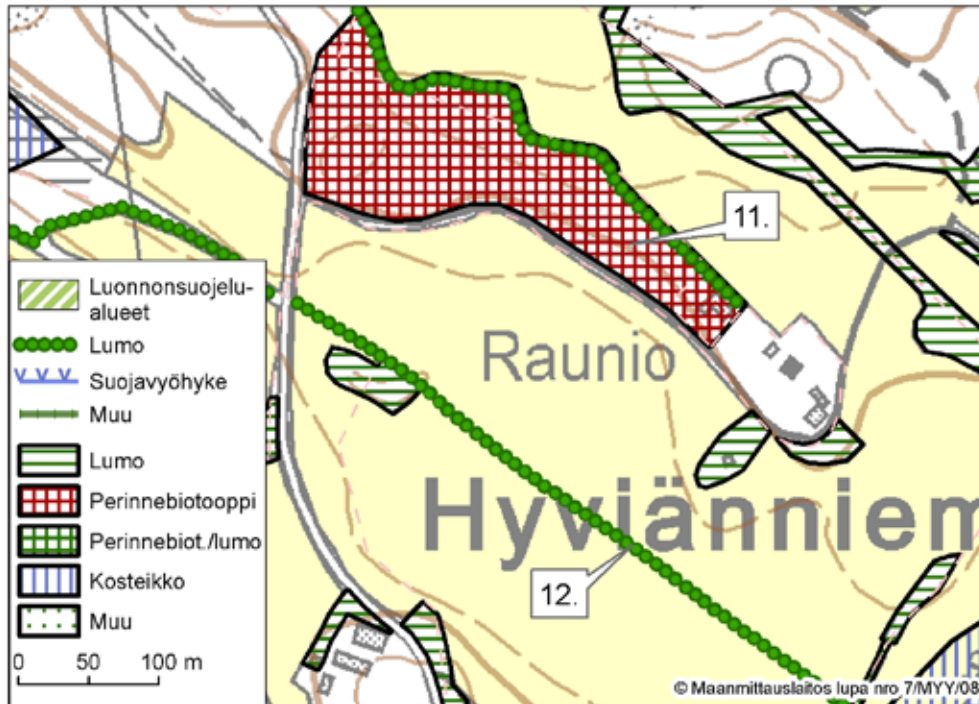 11.
Raunio
Hyviänniem
12.
Luonnonsuojelu-
alueet
Lumo
Suojavyöhyke
Muu
Lumo
Perinnebiotooppi
Perinnebiot./lumo
Kosteikko
Muu
0 50 100 m
© Maanmittauslaitos lupa nro 7/MYY/08